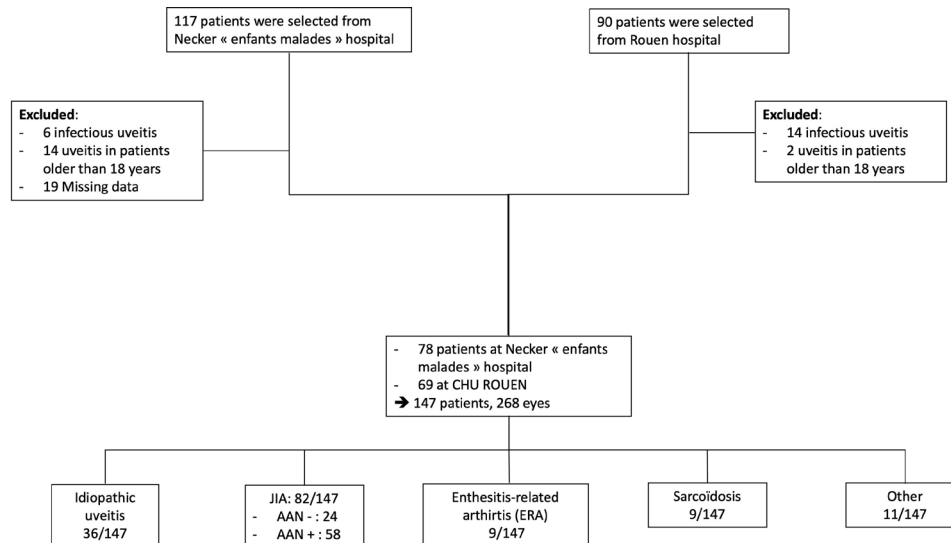 117 patients were selected from
Necker « enfants malades » hospital
90 patients were selected
from Rouen hospital
Excluded:
- 6 infectious uveitis
- 14 uveitis in patients
older than 18 years
- 19 Missing data
Excluded:
- 14 infectious uveitis
- 2 uveitis in patients
older than 18 years
- 78 patients at Necker « enfants
malades » hospital
- 69 at CHU ROUEN
➔ 147 patients, 268 eyes
Idiopathic
uveitis
36/147
JIA: 82/147
- AAN - : 24
- AAN + : 58
Enthesitis-related
arthirtis (ERA)
9/147
Sarcoïdosis
9/147
Other
11/147